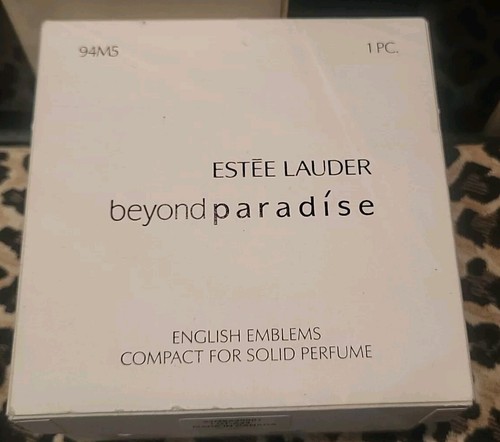 94M5
1 PC.
ESTĒE LAUDER
beyond paradíse
ENGLISH EMBLEMS
COMPACT FOR SOLID PERFUME